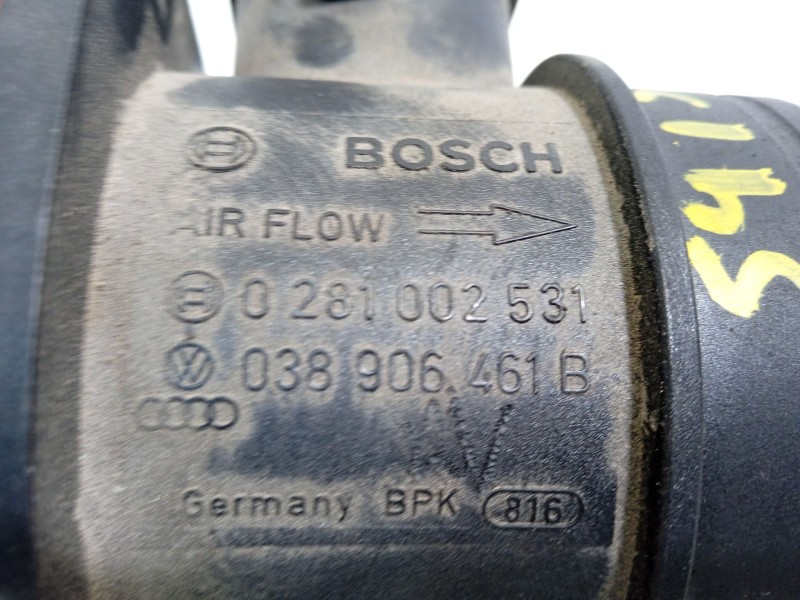 BOSCH
AIR FLOW
0 281 002 531
038 906 461 B
Germany BPK 816